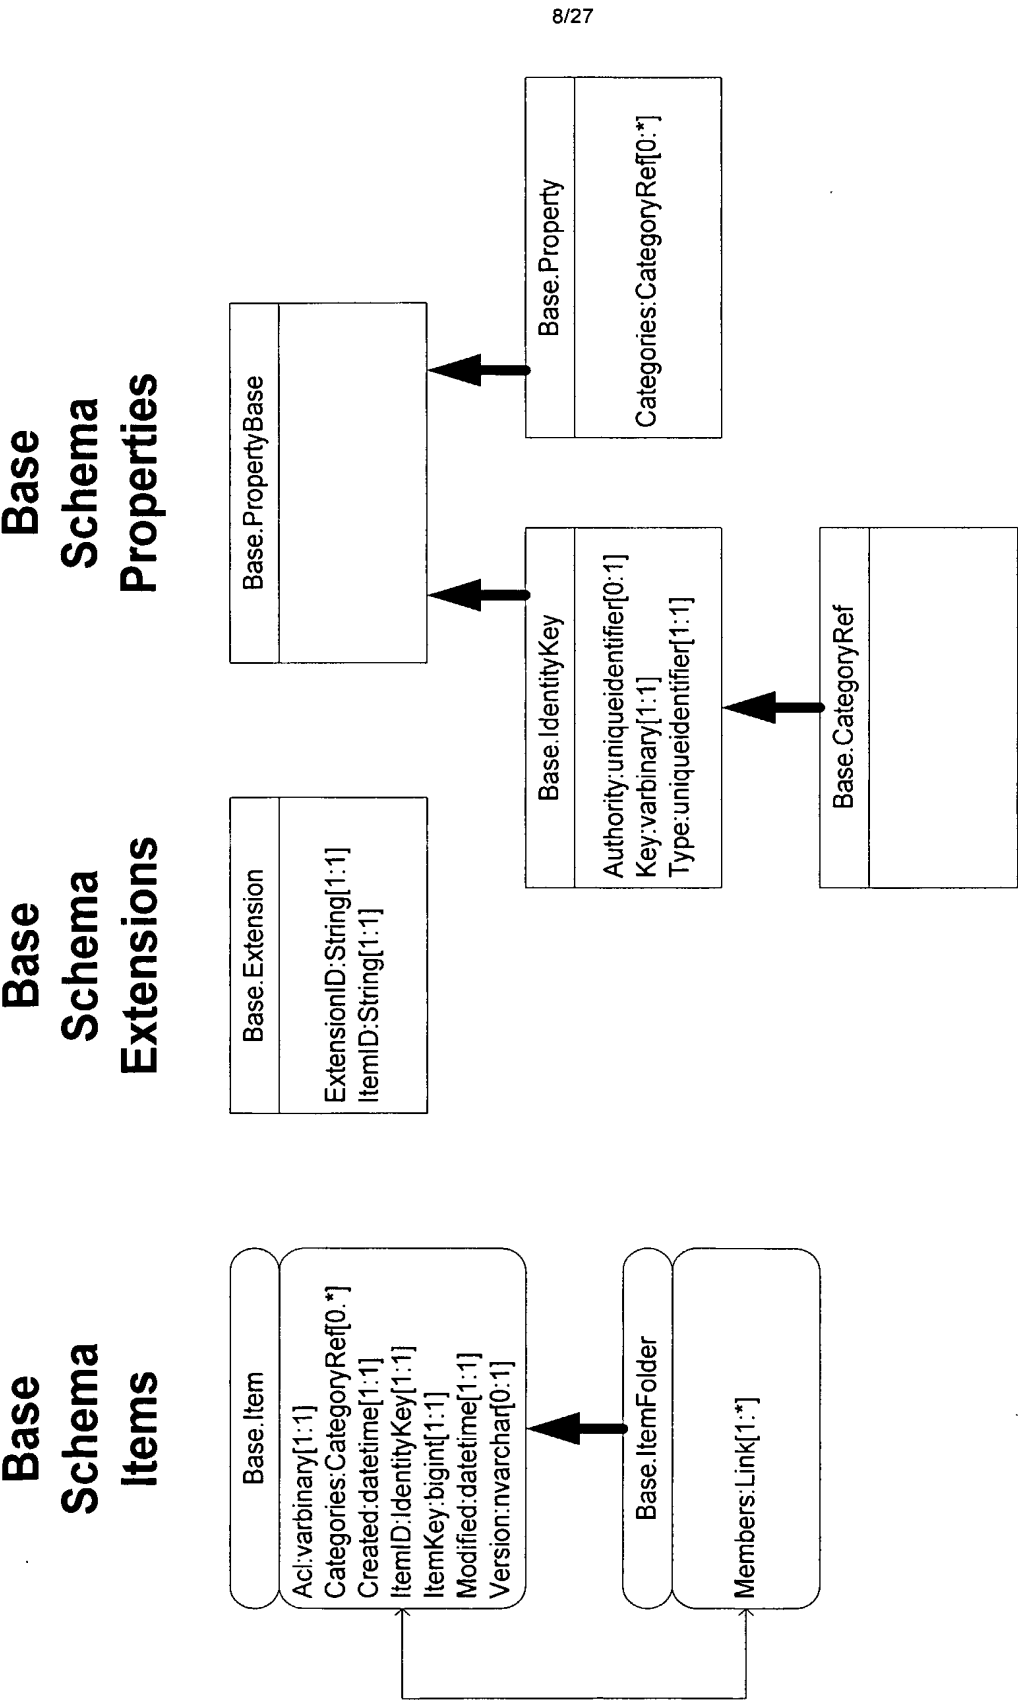 8/27
Base
Schema
Items
Base
Schema
Extensions
Base
Schema
Properties
Base.Item
Acl:varbinary[1:1]
Categories:CategoryRef[0.*]
Created:datetime[1:1]
ItemID:IdentityKey[1:1]
ItemKey:bigint[1:1]
Modified:datetime[1:1]
Version:nvarchar[0:1]
Base.ItemFolder
Members:Link[1:*]
Base.Extension
ExtensionID:String[1:1]
ItemID:String[1:1]
Base.PropertyBase
Base.IdentityKey
Authority:uniqueidentifier[0:1]
Key:varbinary[1:1]
Type:uniqueidentifier[1:1]
Base.CategoryRef
Base.Property
Categories:CategoryRef[0:*]